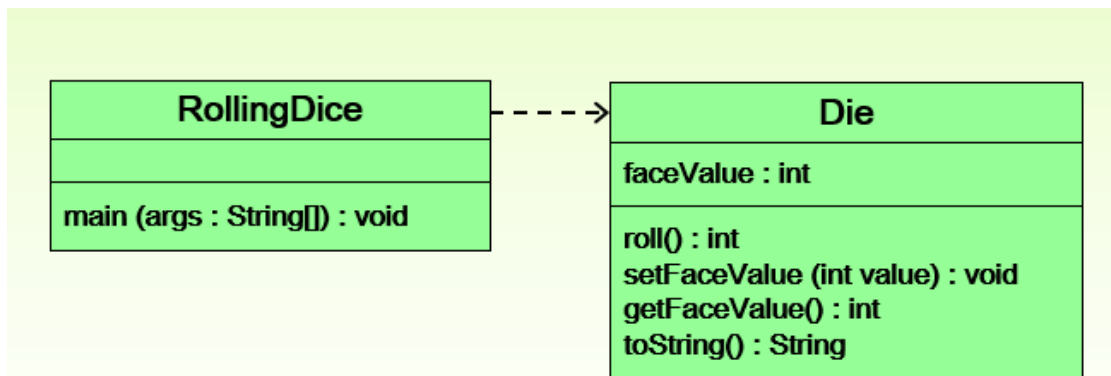 RollingDice
main (args : String[]) : void
Die
faceValue : int
roll() : int
setFaceValue (int value) : void
getFaceValue() : int
toString() : String